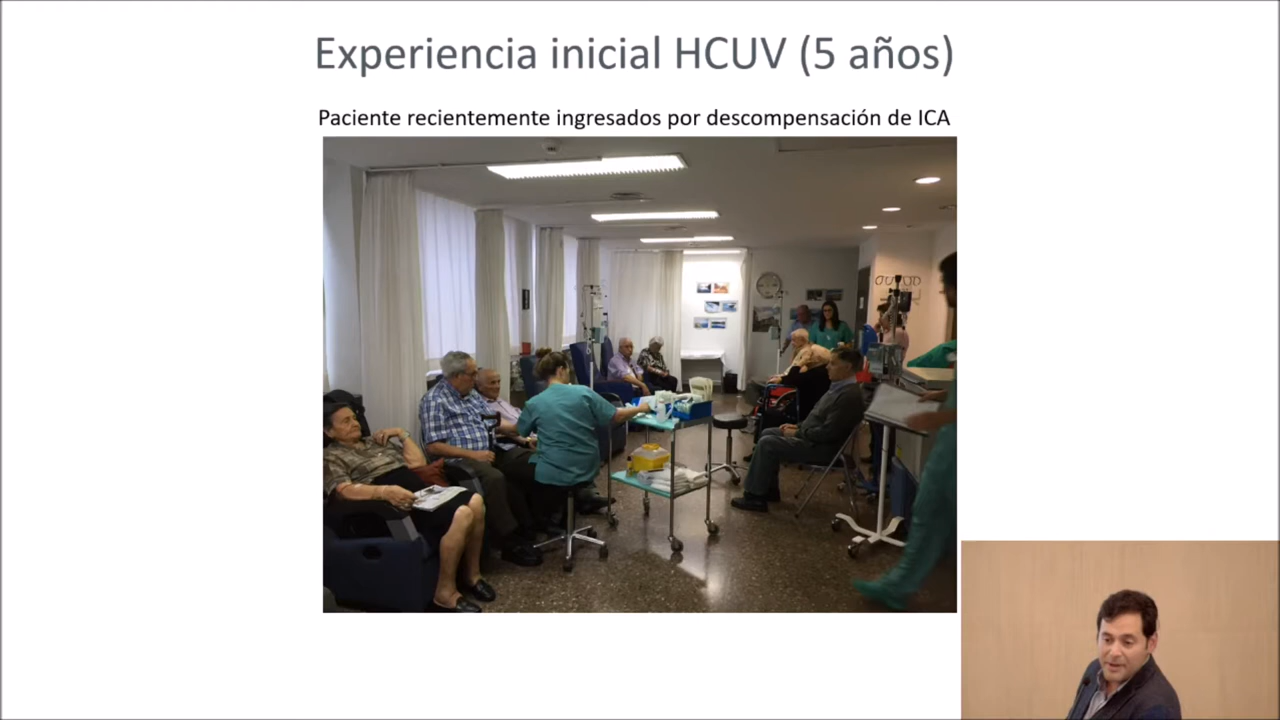 Experiencia inicial HCUV (5 años)
Paciente recientemente ingresados por descompensación de ICA